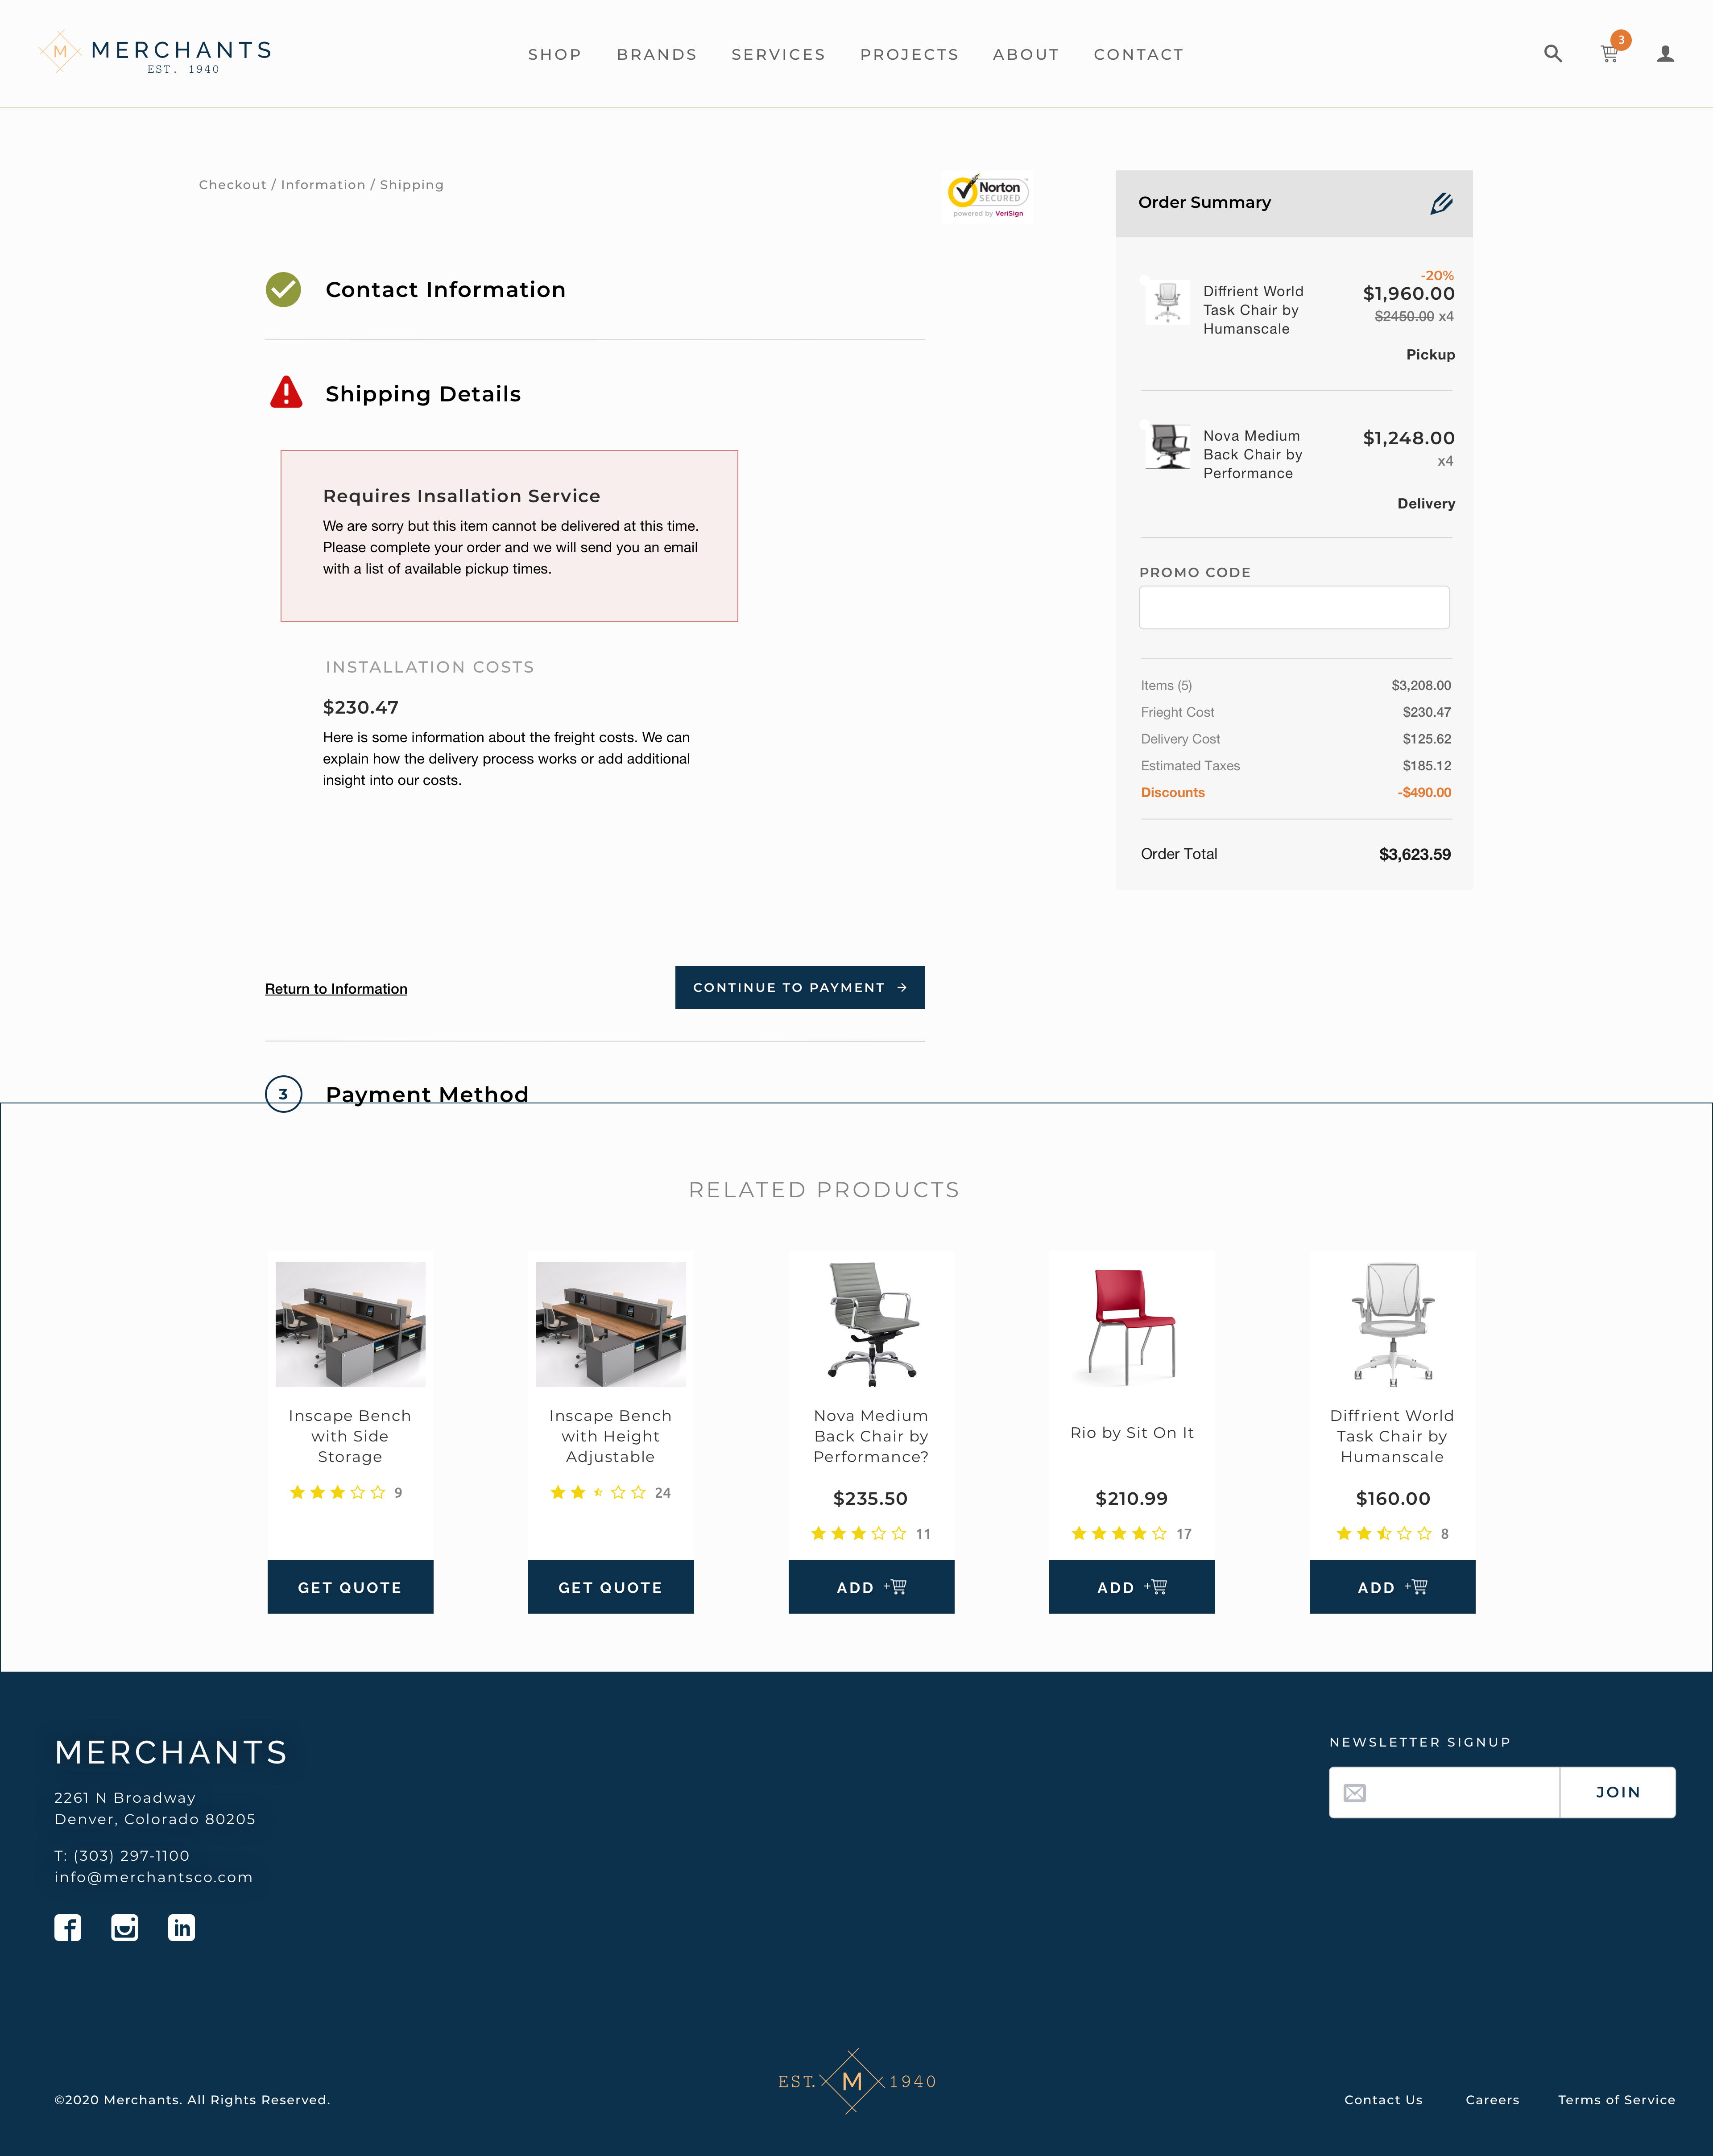 M MERCHANTS
EST. 1940
SHOP BRANDS SERVICES PROJECTS ABOUT CONTACT
3
Checkout / Information / Shipping
Norton
SECURED
powered by VeriSign
Contact Information
Shipping Details
Requires Insallation Service
We are sorry but this item cannot be delivered at this time.
Please complete your order and we will send you an email
with a list of available pickup times.
INSTALLATION COSTS
$230.47
Here is some information about the freight costs. We can
explain how the delivery process works or add additional
insight into our costs.
Return to Information
CONTINUE TO PAYMENT →
3 Payment Method
Order Summary
-20%
Diffrient World
Task Chair by
Humanscale
$1,960.00
$2450.00 x4
Pickup
Nova Medium
Back Chair by
Performance
$1,248.00
x4
Delivery
PROMO CODE
Items (5) $3,208.00
Frieght Cost $230.47
Delivery Cost $125.62
Estimated Taxes $185.12
Discounts -$490.00
Order Total $3,623.59
RELATED PRODUCTS
Inscape Bench
with Side
Storage
9
GET QUOTE
Inscape Bench
with Height
Adjustable
24
GET QUOTE
Nova Medium
Back Chair by
Performance?
$235.50
11
ADD +
Rio by Sit On It
$210.99
17
ADD +
Diffrient World
Task Chair by
Humanscale
$160.00
8
ADD +
MERCHANTS
2261 N Broadway
Denver, Colorado 80205
T: (303) 297-1100
info@merchantsco.com
NEWSLETTER SIGNUP
JOIN
EST. M 1940
©2020 Merchants. All Rights Reserved.
Contact Us Careers Terms of Service